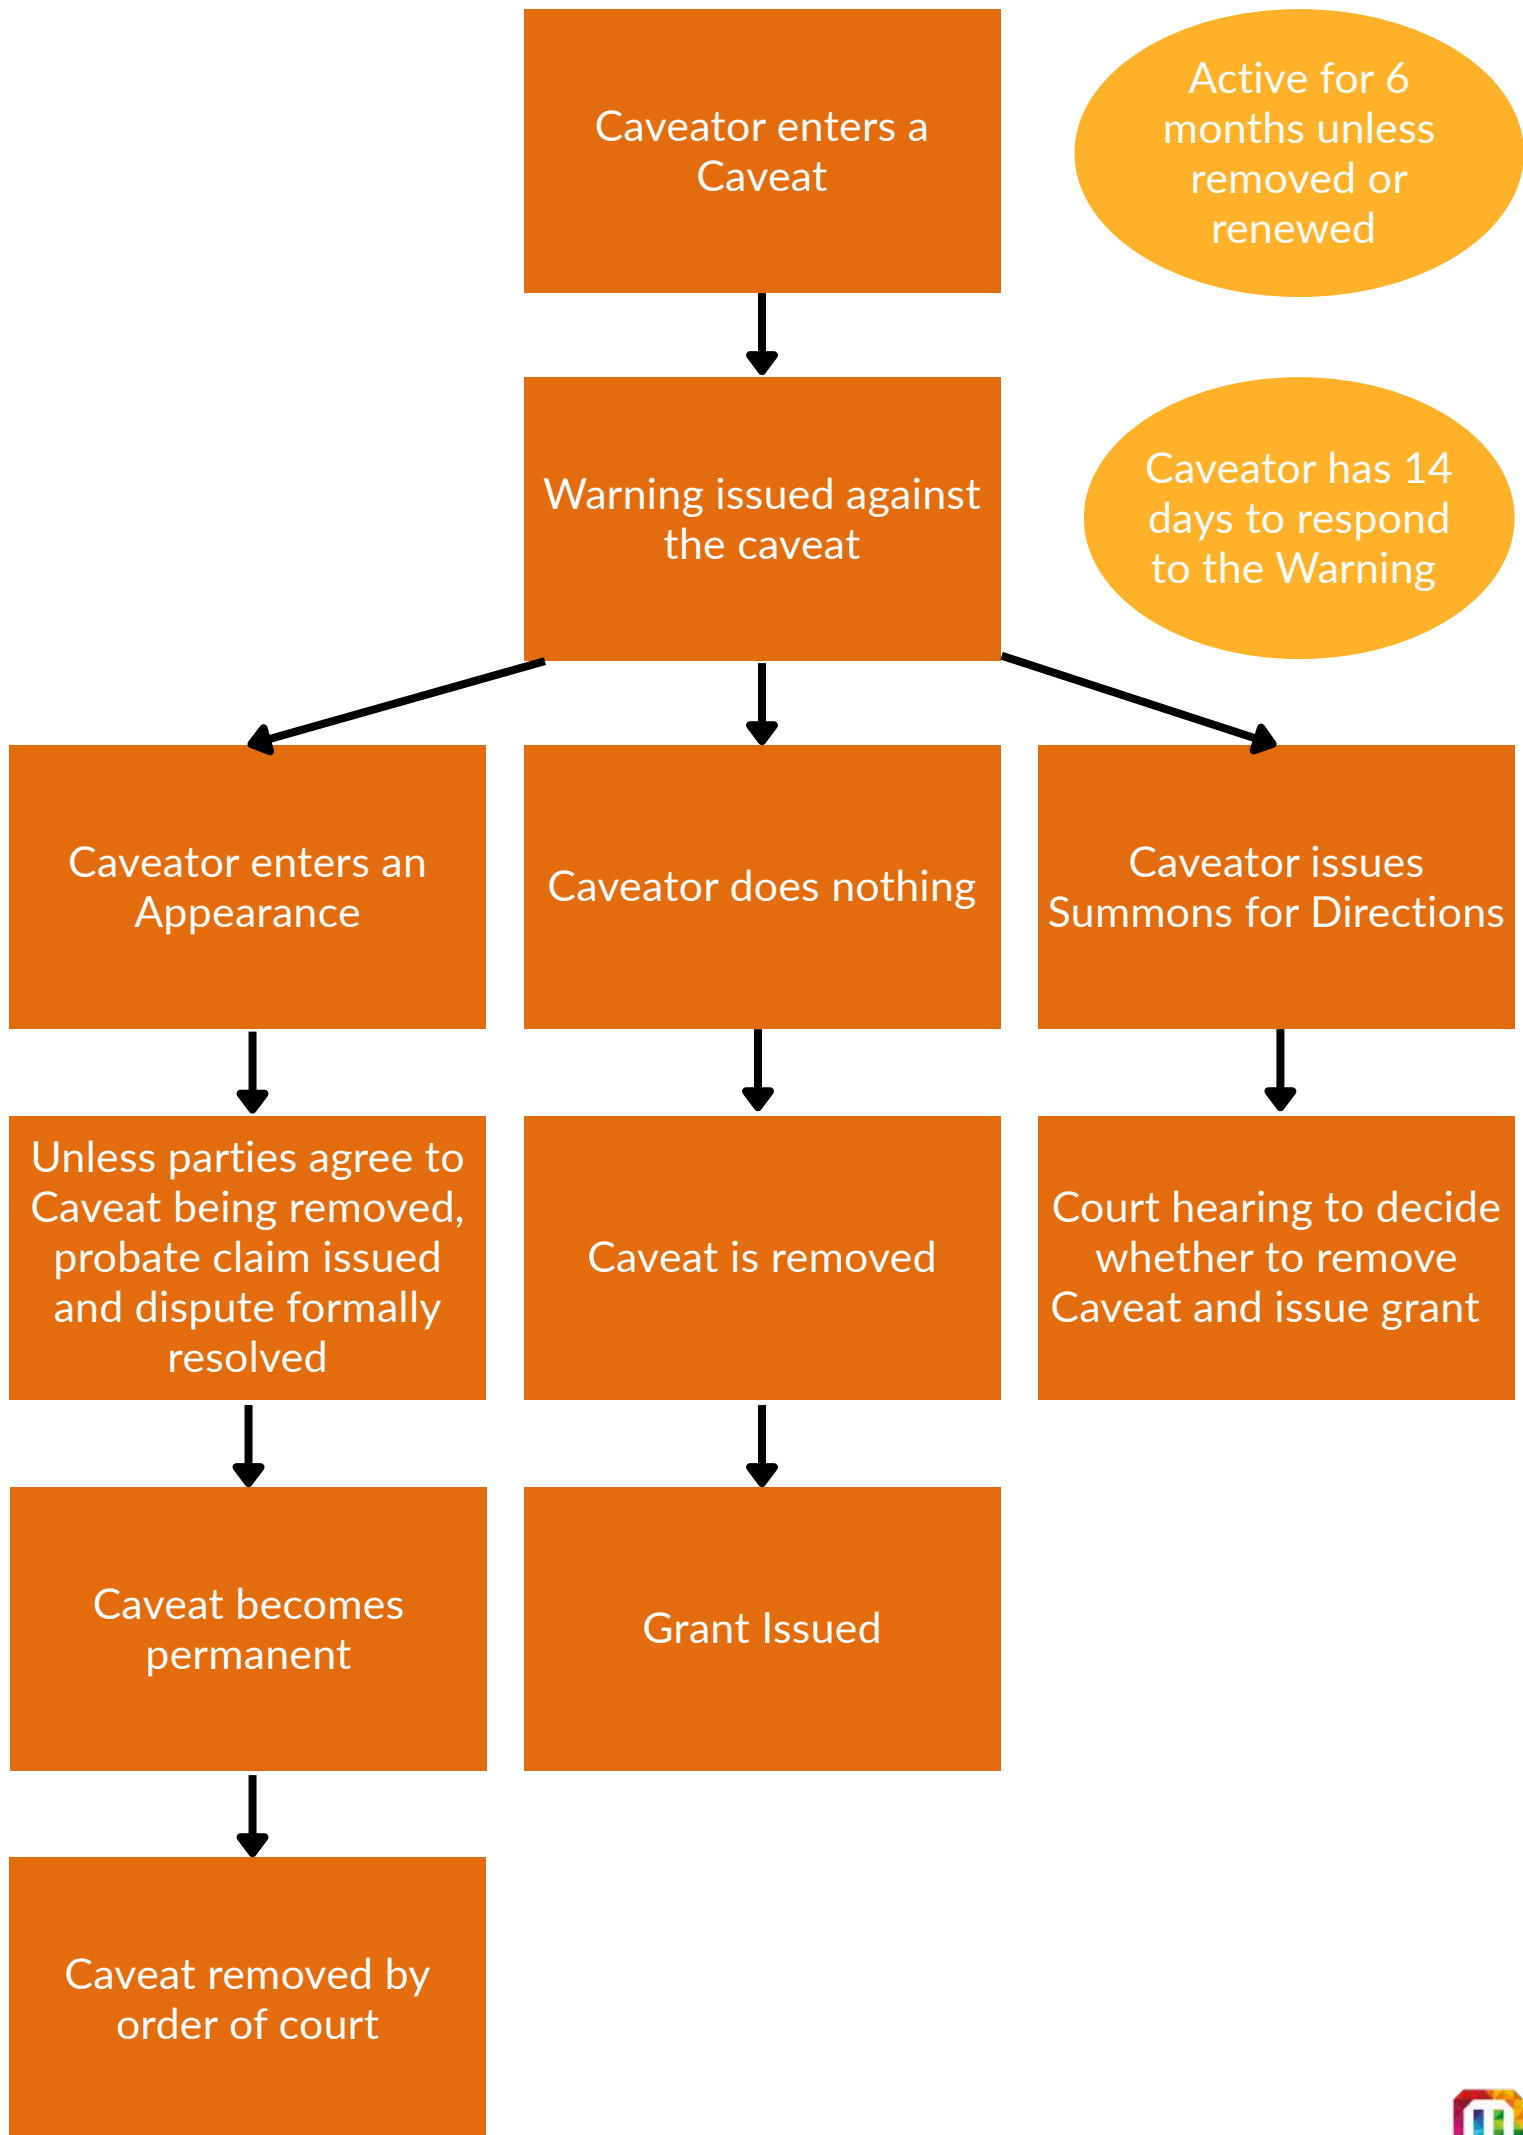 Caveator enters a
Caveat
Active for 6
months unless
removed or
renewed
Warning issued against
the caveat
Caveator has 14
days to respond
to the Warning
Caveator enters an
Appearance
Caveator does nothing
Caveator issues
Summons for Directions
Unless parties agree to
Caveat being removed,
probate claim issued
and dispute formally
resolved
Caveat is removed
Court hearing to decide
whether to remove
Caveat and issue grant
Caveat becomes
permanent
Grant Issued
Caveat removed by
order of court